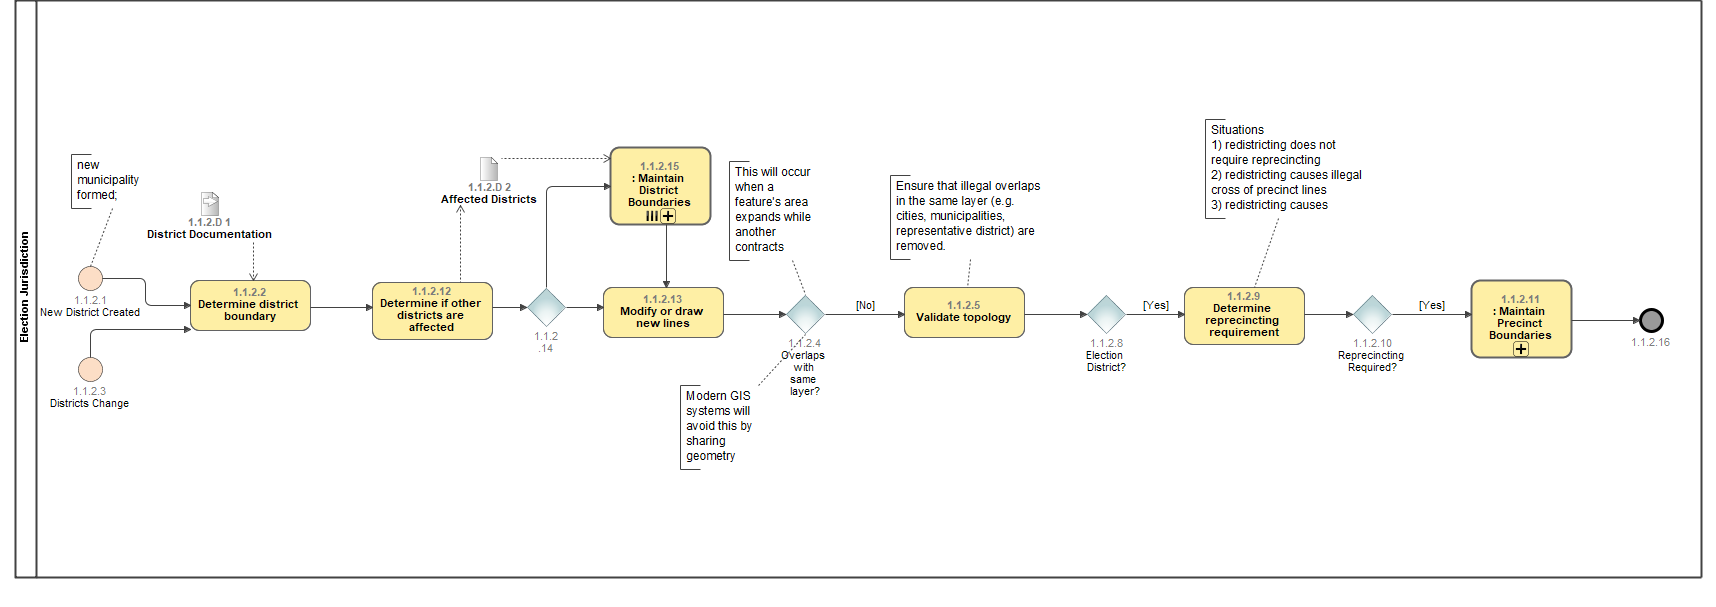 Election Jurisdiction
new
municipality
formed;
1.1.2.1
New District Created
1.1.2.3
Districts Change
1.1.2.D 1
District Documentation
1.1.2.2
Determine district
boundary
1.1.2.12
Determine if other
districts are
affected
1.1.2.D 2
Affected Districts
1.1.2
.14
1.1.2.15
: Maintain
District
Boundaries
1.1.2.13
Modify or draw
new lines
This will occur
when a
feature's area
expands while
another
contracts
1.1.2.4
Overlaps
with
same
layer?
Modern GIS
systems will
avoid this by
sharing
geometry
[No]
Ensure that illegal overlaps
in the same layer (e.g.
cities, municipalities,
representative district) are
removed.
1.1.2.5
Validate topology
1.1.2.8
Election
District?
[Yes]
Situations
1) redistricting does not
require reprecincting
2) redistricting causes illegal
cross of precinct lines
3) redistricting causes
1.1.2.9
Determine
reprecincting
requirement
1.1.2.10
Reprecincting
Required?
[Yes]
1.1.2.11
: Maintain
Precinct
Boundaries
1.1.2.16